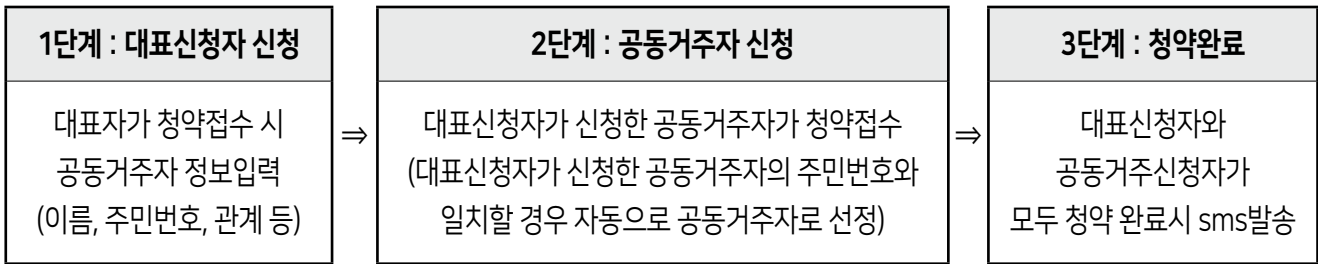 1단계 : 대표신청자 신청
대표자가 청약접수 시
공동거주자 정보입력
(이름, 주민번호, 관계 등)
⇒
2단계 : 공동거주자 신청
대표신청자가 신청한 공동거주자가 청약접수
(대표신청자가 신청한 공동거주자의 주민번호와
일치할 경우 자동으로 공동거주자로 선정)
⇒
3단계 : 청약완료
대표신청자와
공동거주신청자가
모두 청약 완료시 sms발송